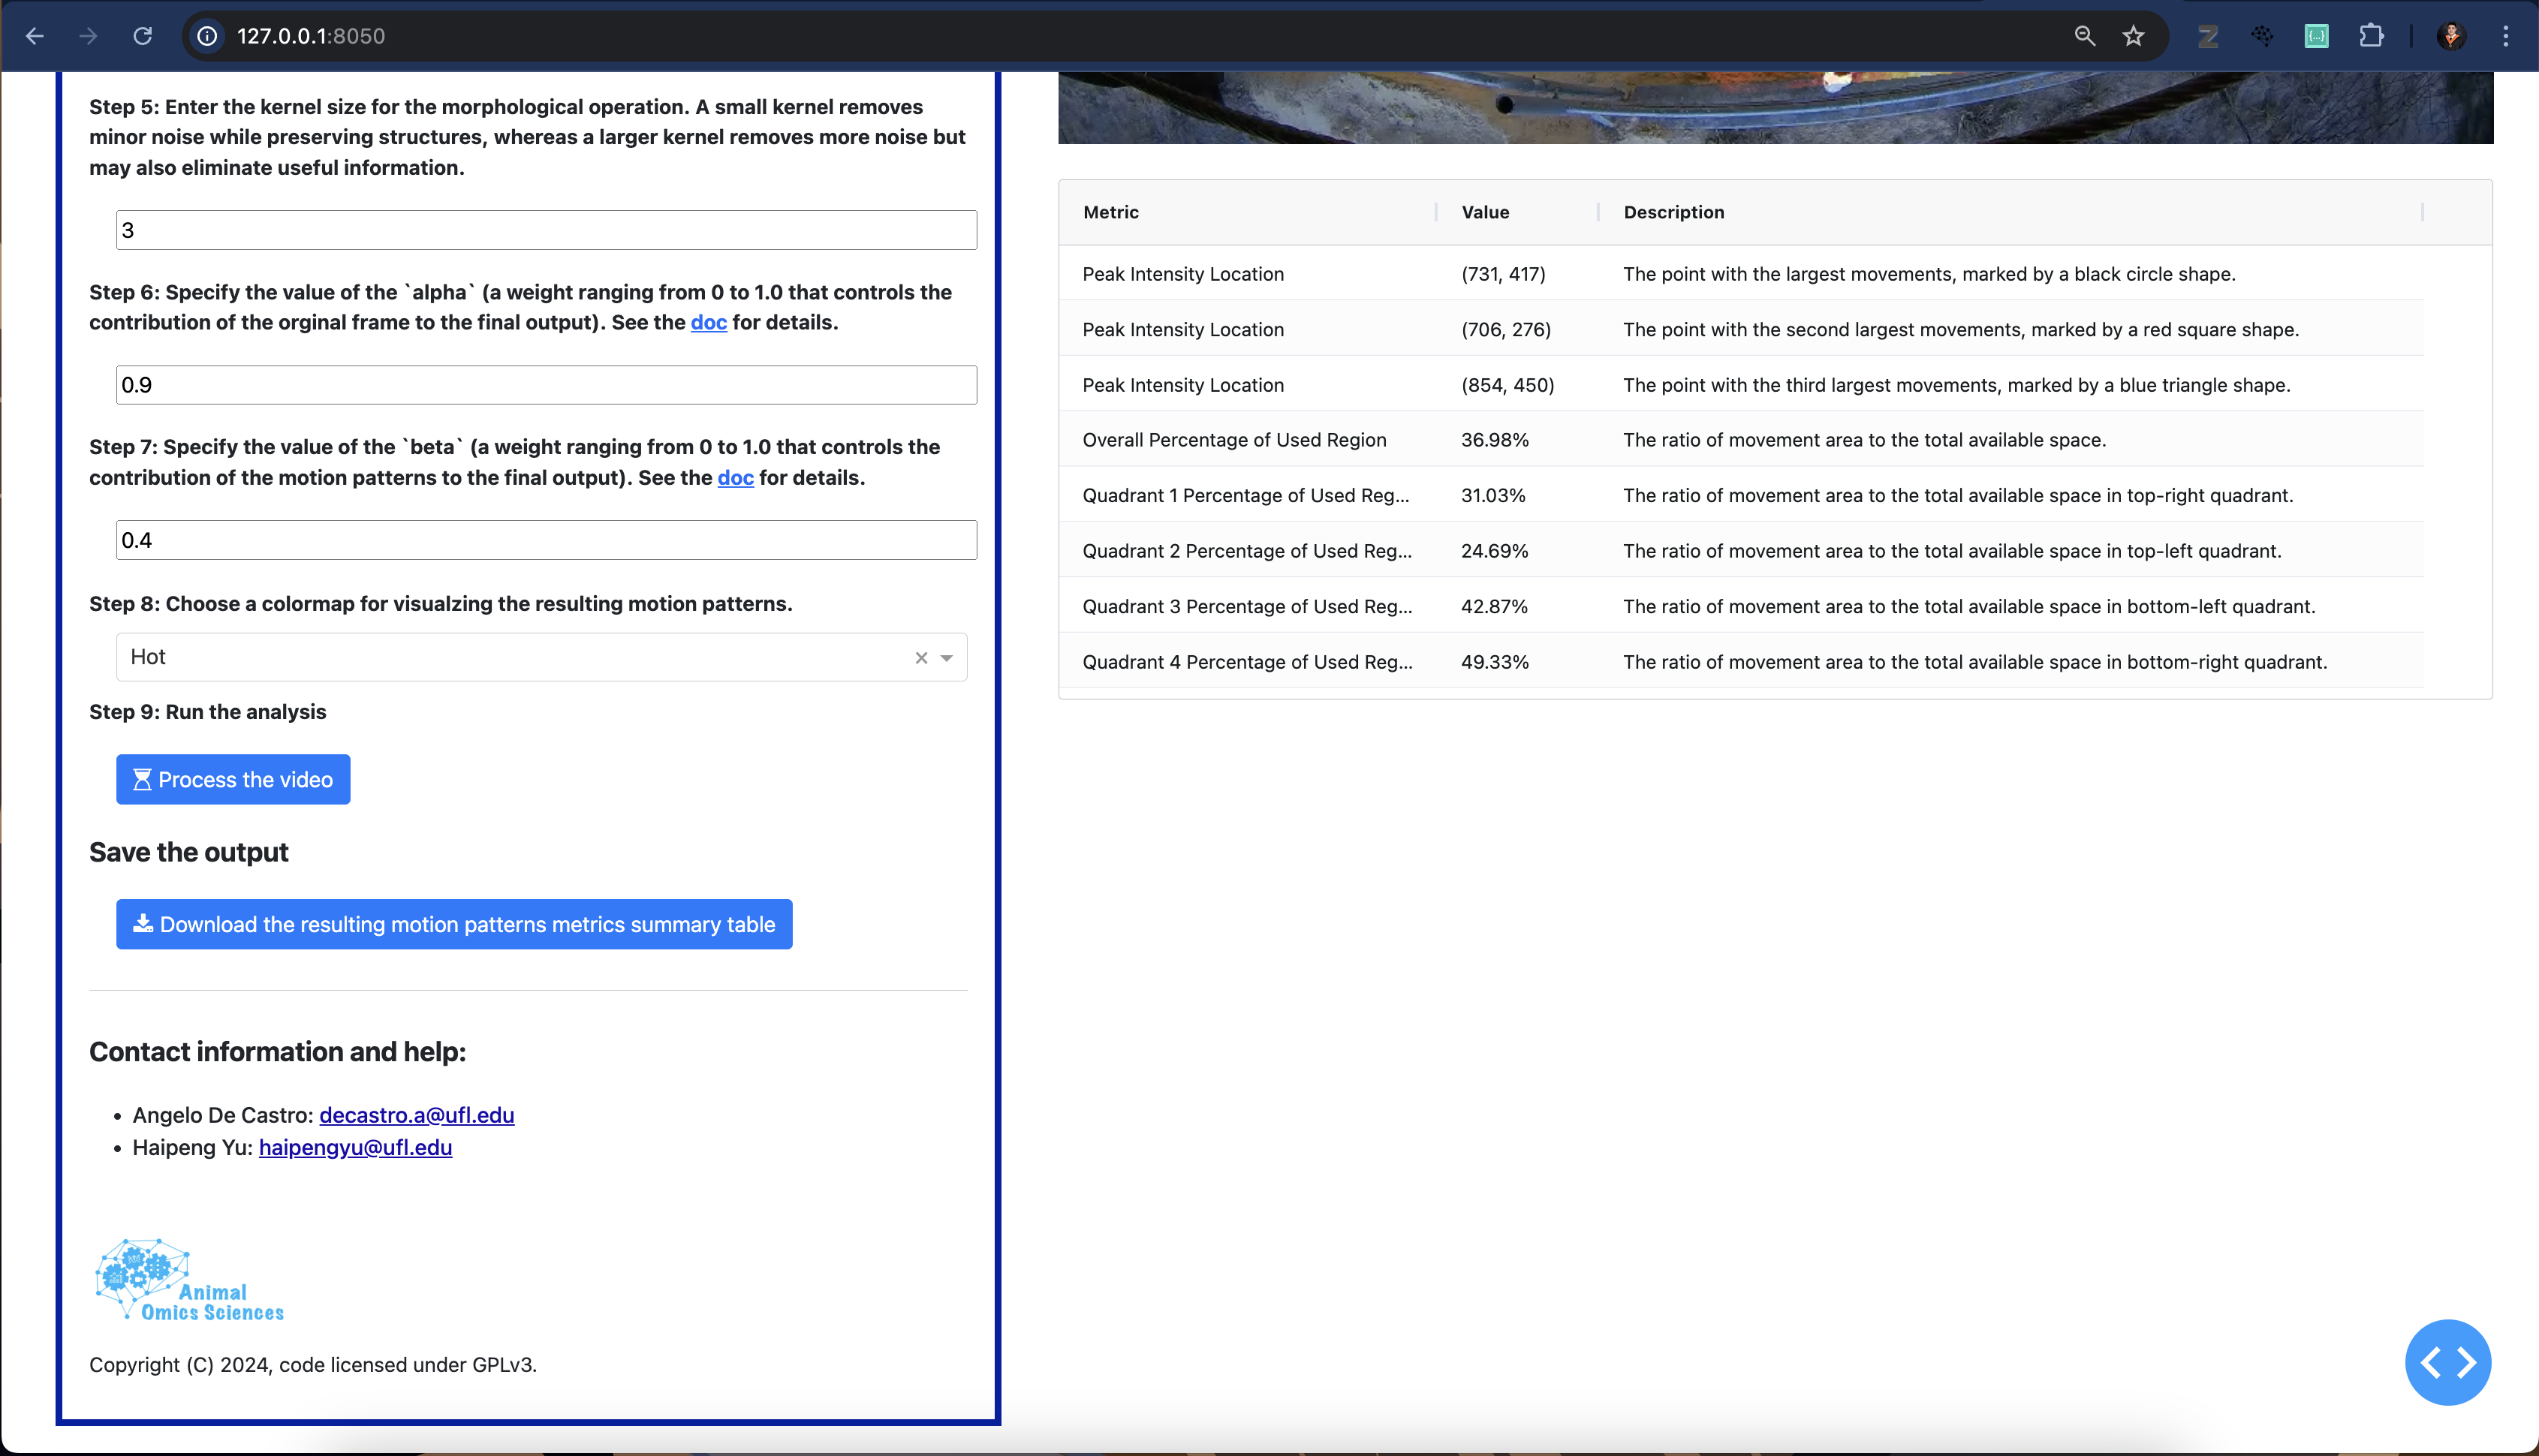 127.0.0.1:8050
Step 5: Enter the kernel size for the morphological operation. A small kernel removes
minor noise while preserving structures, whereas a larger kernel removes more noise but
may also eliminate useful information.
3
Step 6: Specify the value of the `alpha` (a weight ranging from 0 to 1.0 that controls the
contribution of the orginal frame to the final output). See the doc for details.
0.9
Step 7: Specify the value of the `beta` (a weight ranging from 0 to 1.0 that controls the
contribution of the motion patterns to the final output). See the doc for details.
0.4
Step 8: Choose a colormap for visualzing the resulting motion patterns.
Hot
Step 9: Run the analysis
Process the video
Save the output
Download the resulting motion patterns metrics summary table
Contact information and help:
• Angelo De Castro: decastro.a@ufl.edu
• Haipeng Yu: haipengyu@ufl.edu
Animal
Omics Sciences
Copyright (C) 2024, code licensed under GPLv3.
Metric Value Description
Peak Intensity Location (731, 417) The point with the largest movements, marked by a black circle shape.
Peak Intensity Location (706, 276) The point with the second largest movements, marked by a red square shape.
Peak Intensity Location (854, 450) The point with the third largest movements, marked by a blue triangle shape.
Overall Percentage of Used Region 36.98% The ratio of movement area to the total available space.
Quadrant 1 Percentage of Used Reg... 31.03% The ratio of movement area to the total available space in top-right quadrant.
Quadrant 2 Percentage of Used Reg... 24.69% The ratio of movement area to the total available space in top-left quadrant.
Quadrant 3 Percentage of Used Reg... 42.87% The ratio of movement area to the total available space in bottom-left quadrant.
Quadrant 4 Percentage of Used Reg... 49.33% The ratio of movement area to the total available space in bottom-right quadrant.